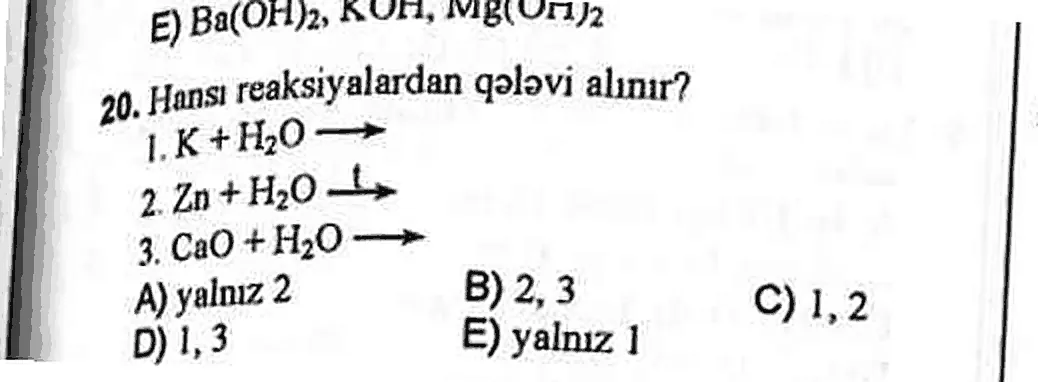 E) Ba(OH)₂, KOH, Mg(OH)₂
20. Hansı reaksiyalardan qələvi alınır?
1. K + H₂O ⟶
2. Zn + H₂O —t→
3. CaO + H₂O ⟶
A) yalnız 2 B) 2, 3 C) 1, 2
D) 1, 3 E) yalnız 1